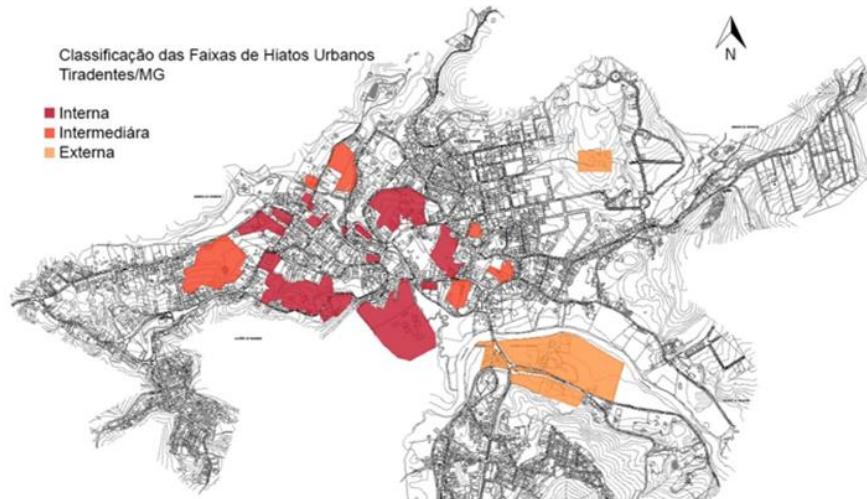 Classificação das Faixas de Hiatos Urbanos
Tiradentes/MG
N
Interna
Intermediára
Externa